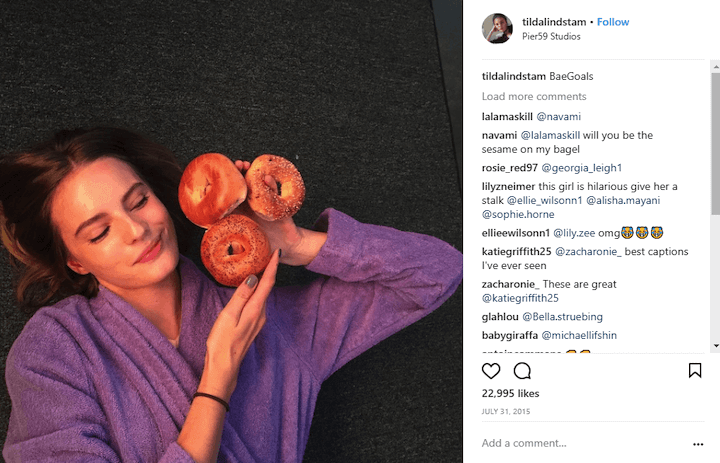 tildalindstam • Follow
Pier59 Studios
tildalindstam BaeGoals
Load more comments
lalamaskill @navami
navami @lalamaskill will you be the
sesame on my bagel
rosie_red97 @georgia_leigh1
lilyzneimer this girl is hilarious give her a
stalk @ellie_wilsonn1 @alisha.mayani
@sophie.horne
ellieewilsonn1 @lily.zee omg😹😹😹
katiegriffith25 @zacharonie_ best captions
I've ever seen
zacharonie_ These are great
@katiegriffith25
glahlou @Bella.struebing
babygiraffa @michaellifshin
22,995 likes
JULY 31, 2015
Add a comment...